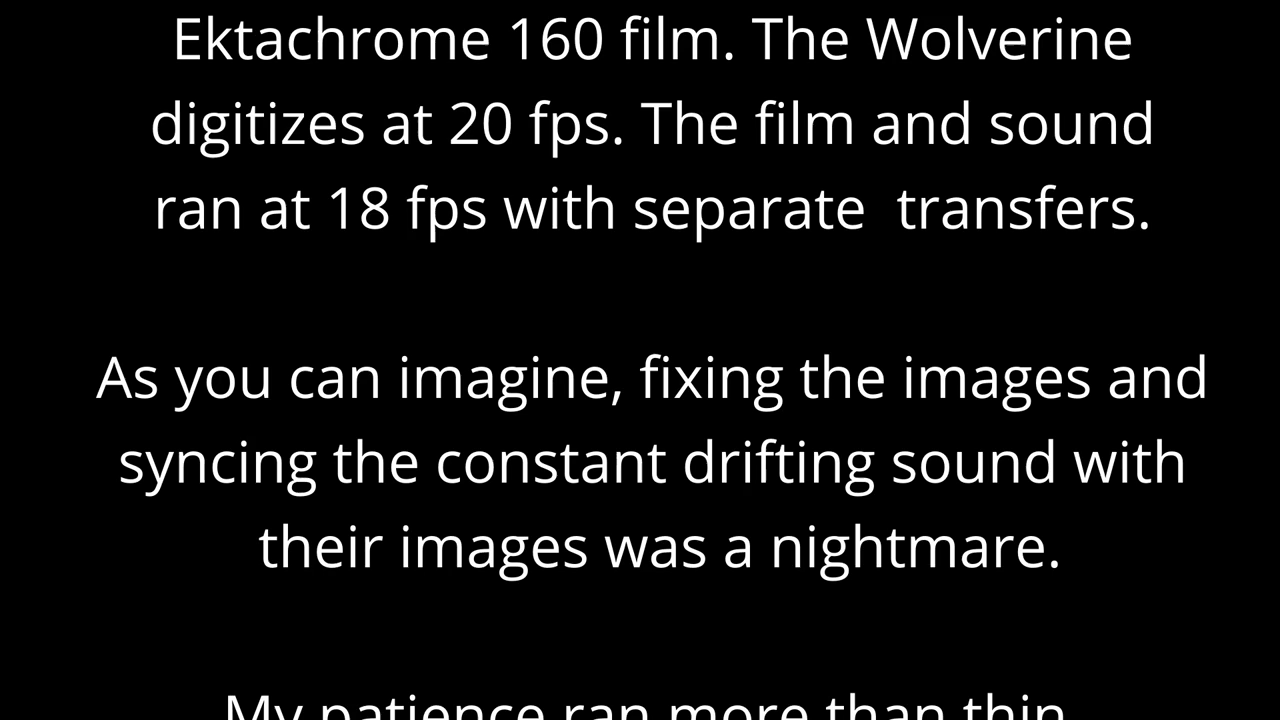 Ektachrome 160 film. The Wolverine
digitizes at 20 fps. The film and sound
ran at 18 fps with separate  transfers.
As you can imagine, fixing the images and
syncing the constant drifting sound with
their images was a nightmare.
My patience ran more than thin